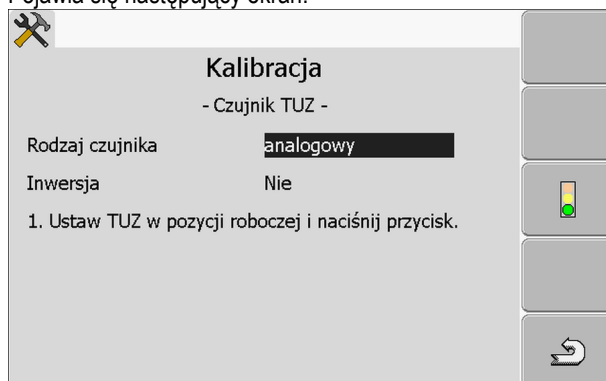 Pojawia się następujący ekran:
Kalibracja
- Czujnik TUZ -
Rodzaj czujnika analogowy
Inwersja Nie
1. Ustaw TUZ w pozycji roboczej i naciśnij przycisk.